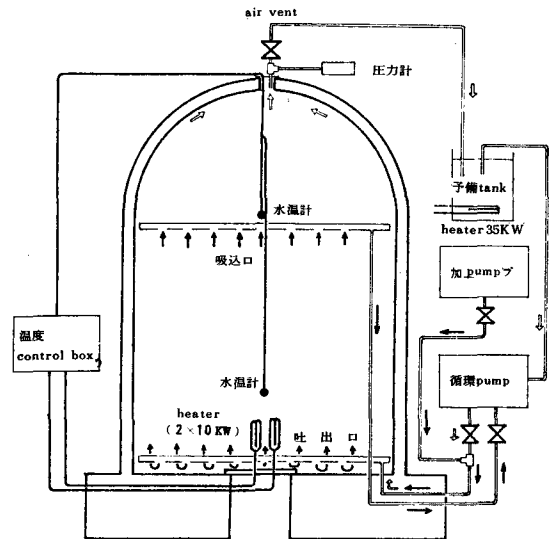 air vent
圧力計
予備tank
heater 35KW
水温計
吸込口
加上pumpプ
温度
control box
水温計
循環pump
heater
(2×10KW)
吐出口